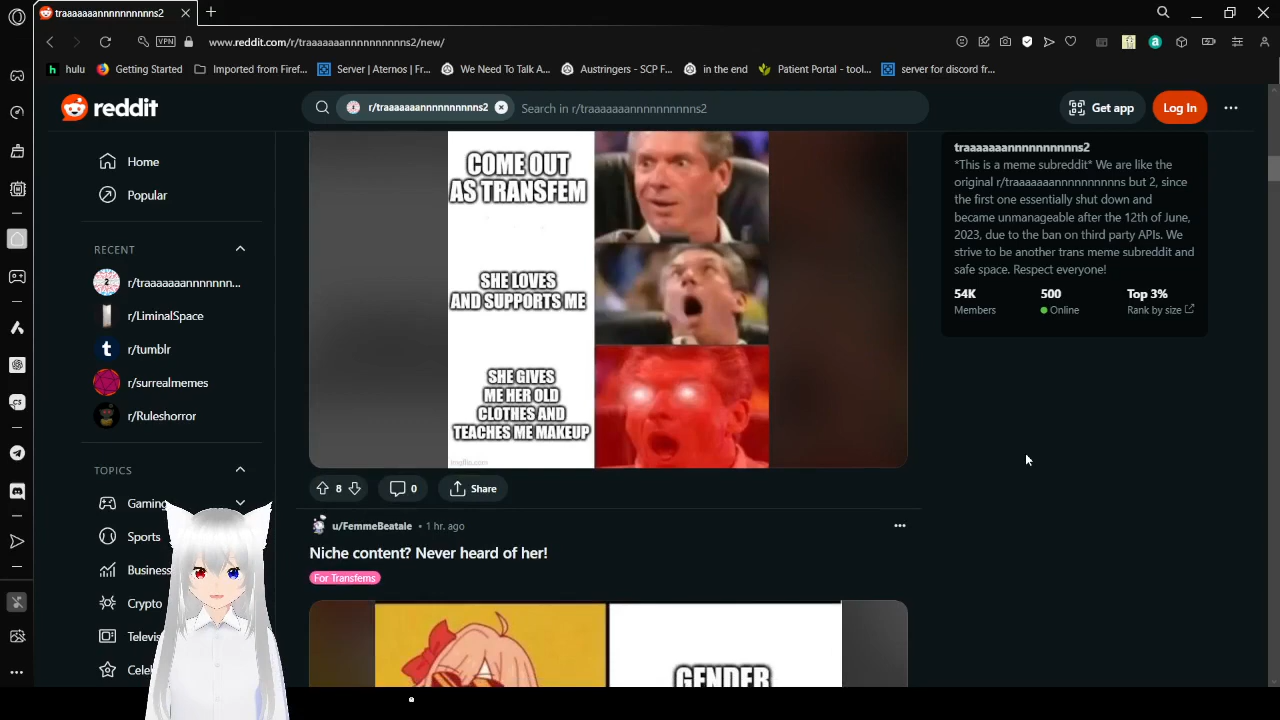 traaaaaaannnnnnnnnns2
VPN
www.reddit.com/r/traaaaaaannnnnnnnnns2/new/
hulu
Getting Started
Imported from Firef...
Server | Aternos | Fr...
We Need To Talk A...
Austringers - SCP F...
in the end
Patient Portal - tool...
server for discord fr...
reddit
r/traaaaaaannnnnnnnnns2
Search in r/traaaaaaannnnnnnnnns2
Get app
Log In
Home
Popular
RECENT
r/traaaaaaannnnnnn...
r/LiminalSpace
r/tumblr
r/surrealmemes
r/Ruleshorror
TOPICS
Gaming
Sports
Business
Crypto
Televis
Celeb
COME OUT
AS TRANSFEM
SHE LOVES
AND SUPPORTS ME
SHE GIVES
ME HER OLD
CLOTHES AND
TEACHES ME MAKEUP
imgflip.com
8
0
Share
u/FemmeBeatale • 1 hr. ago
Niche content? Never heard of her!
For Transfems
GENDER
traaaaaaannnnnnnnnns2
*This is a meme subreddit* We are like the
original r/traaaaaaannnnnnnnnns but 2, since
the first one essentially shut down and
became unmanageable after the 12th of June,
2023, due to the ban on third party APIs. We
strive to be another trans meme subreddit and
safe space. Respect everyone!
54K
500
Top 3%
Members
Online
Rank by size